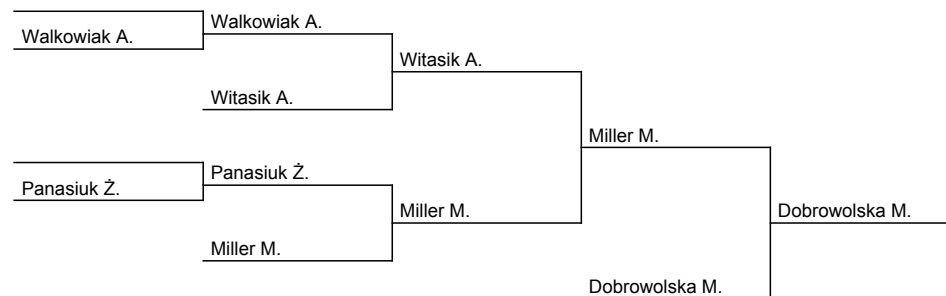 Walkowiak A.
Walkowiak A.
Witasik A.
Witasik A.
Miller M.
Panasiuk Ż.
Panasiuk Ż.
Miller M.
Miller M.
Dobrowolska M.
Dobrowolska M.